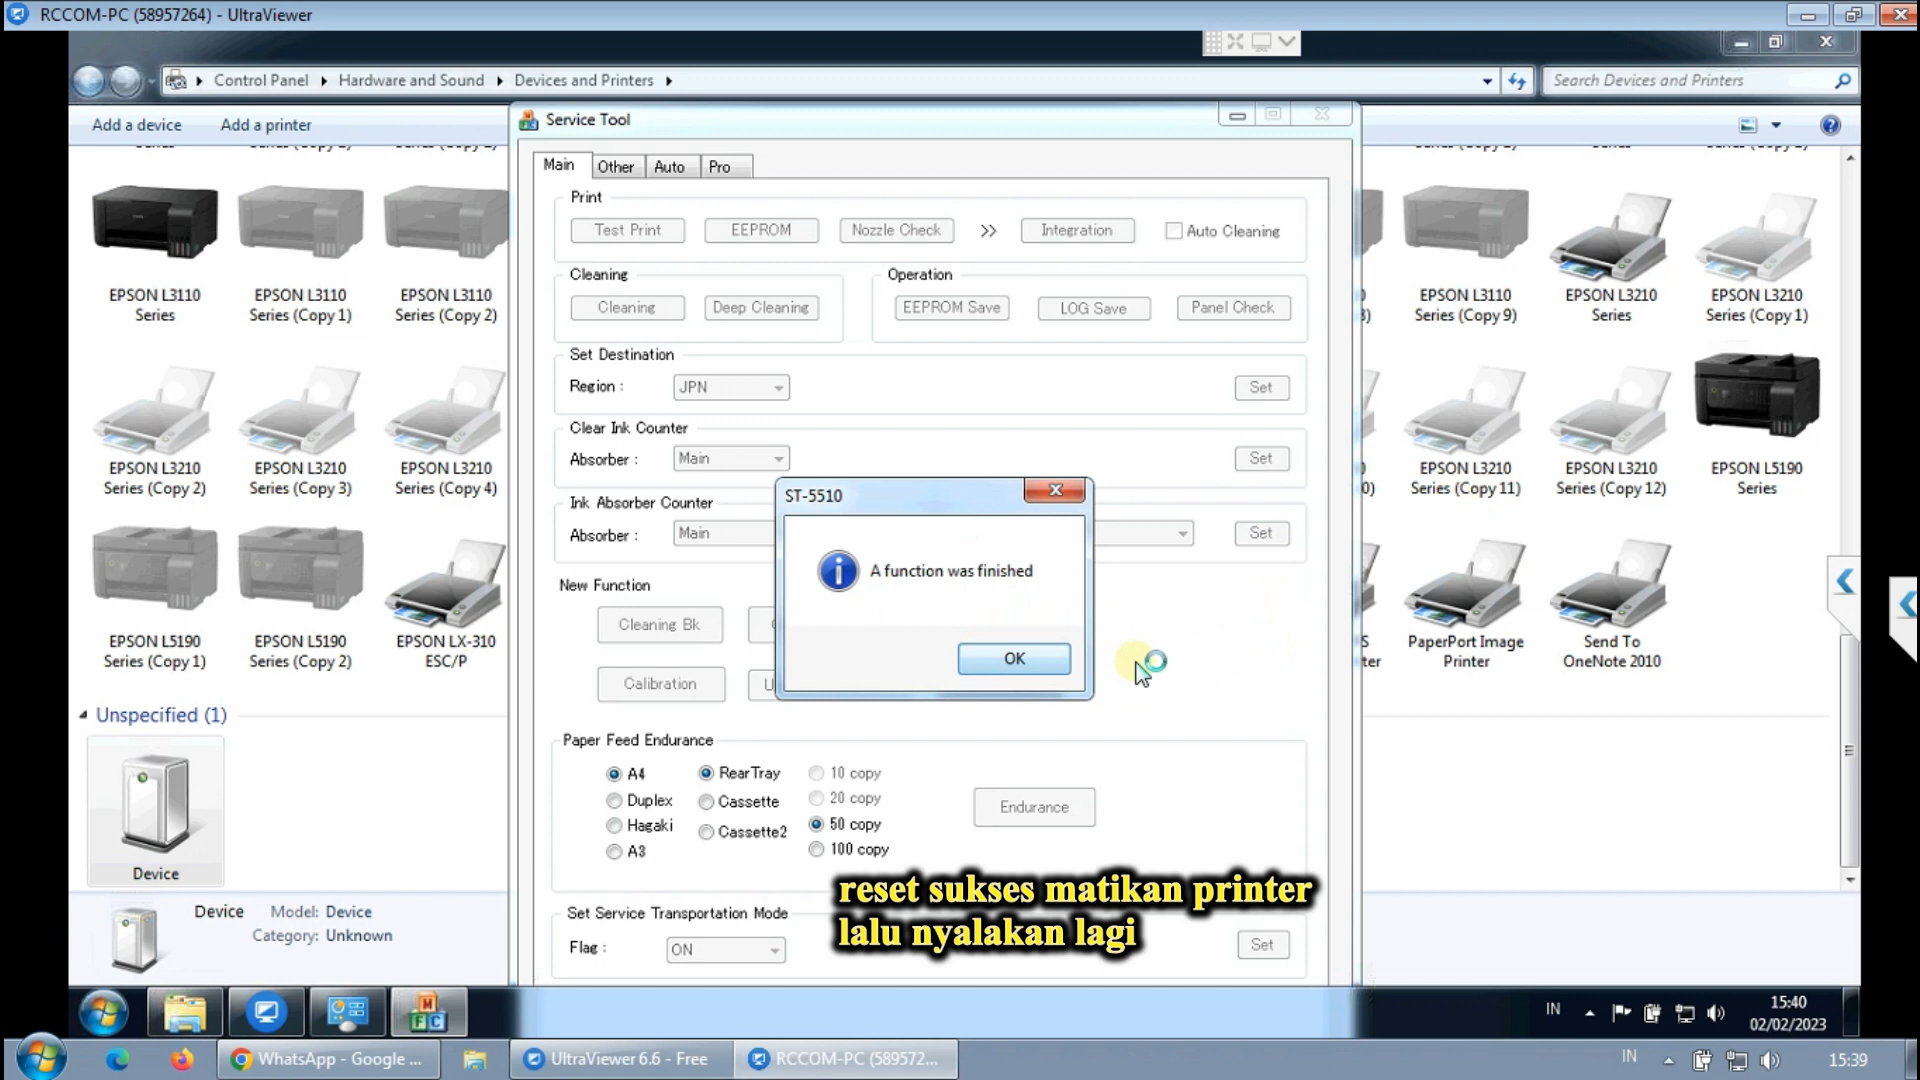 RCCOM-PC (58957264) - UltraViewer
Control Panel
Hardware and Sound
Devices and Printers
Search Devices and Printers
Add a device
Add a printer
Service Tool
Main
Other
Auto
Pro
Print
Test Print
EEPROM
Nozzle Check
>>
Integration
Auto Cleaning
Cleaning
Cleaning
Deep Cleaning
Operation
EEPROM Save
LOG Save
Panel Check
Set Destination
Region :
JPN
Set
Clear Ink Counter
Absorber :
Main
Set
Ink Absorber Counter
Absorber :
Main
Set
New Function
Cleaning Bk
Calibration
ST-5510
A function was finished
OK
Paper Feed Endurance
A4
Duplex
Hagaki
A3
RearTray
Cassette
Cassette2
10 copy
20 copy
50 copy
100 copy
Endurance
reset sukses matikan printer
lalu nyalakan lagi
Set Service Transportation Mode
Flag :
ON
Set
EPSON L3110
Series
EPSON L3110
Series (Copy 1)
EPSON L3110
Series (Copy 2)
EPSON L3110
Series (Copy 9)
EPSON L3210
Series
EPSON L3210
Series (Copy 1)
EPSON L3210
Series (Copy 2)
EPSON L3210
Series (Copy 3)
EPSON L3210
Series (Copy 4)
EPSON L3210
Series (Copy 11)
EPSON L3210
Series (Copy 12)
EPSON L5190
Series
EPSON L5190
Series (Copy 1)
EPSON L5190
Series (Copy 2)
EPSON LX-310
ESC/P
PaperPort Image
Printer
Send To
OneNote 2010
Unspecified (1)
Device
Device
Model: Device
Category: Unknown
IN
15:40
02/02/2023
WhatsApp - Google ...
UltraViewer 6.6 - Free
RCCOM-PC (589572...
IN
15:39